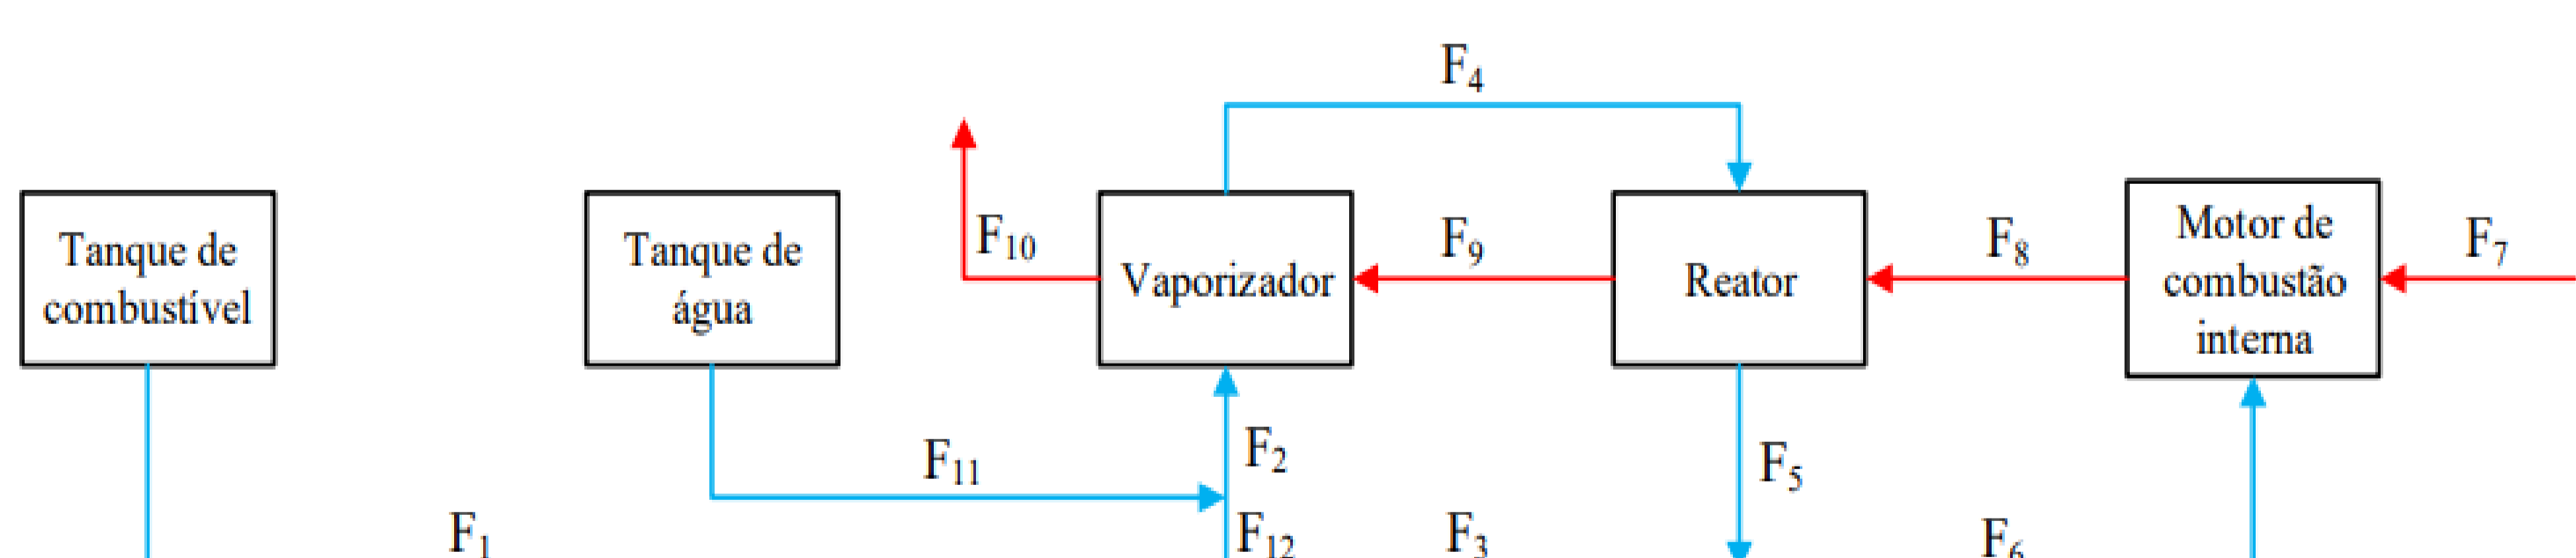 F4
Tanque de
combustível
Tanque de
água
F10
Vaporizador
F9
Reator
F8
Motor de
combustão
interna
F7
F11
F2
F5
F1
F12
F3
F6